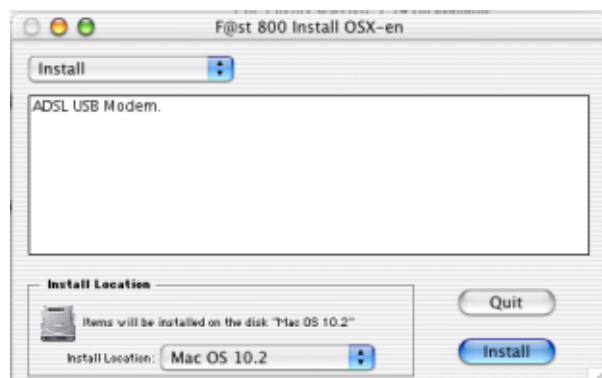 F@st 800 Install OSX-en
Install
ADSL USB Modem.
Install Location
Items will be installed on the disk "Mac OS 10.2"
Install Location: Mac OS 10.2
Quit
Install